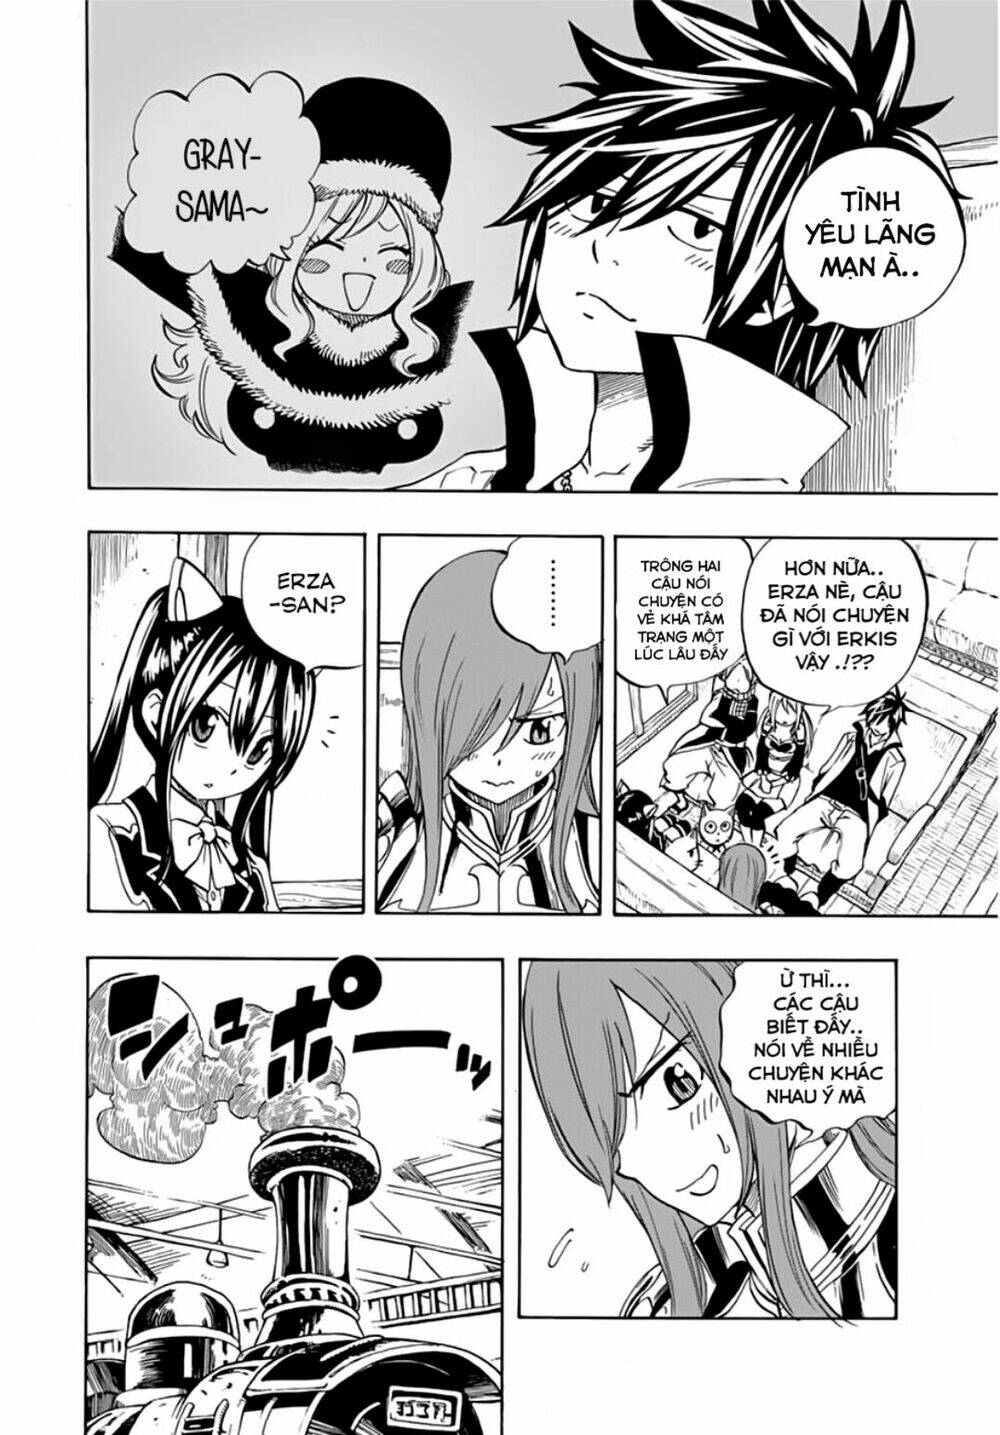 TÌNH
YÊU LÃNG
MẠN À..
GRAY-
SAMA~
HƠN NỮA..
ERZA NÈ, CẬU
ĐÃ NÓI CHUYỆN
GÌ VỚI ERKIS
VẬY .!??
TRÔNG HAI
CẬU NÓI
CHUYỆN CÓ
VẺ KHÁ TÂM
TRẠNG MỘT
LÚC LÂU ĐẤY
.........
ERZA
-SAN?
Ừ THÌ...
CÁC CẬU
BIẾT ĐẤY..
NÓI VỀ NHIỀU
CHUYỆN KHÁC
NHAU Ý MÀ
シュポーッ